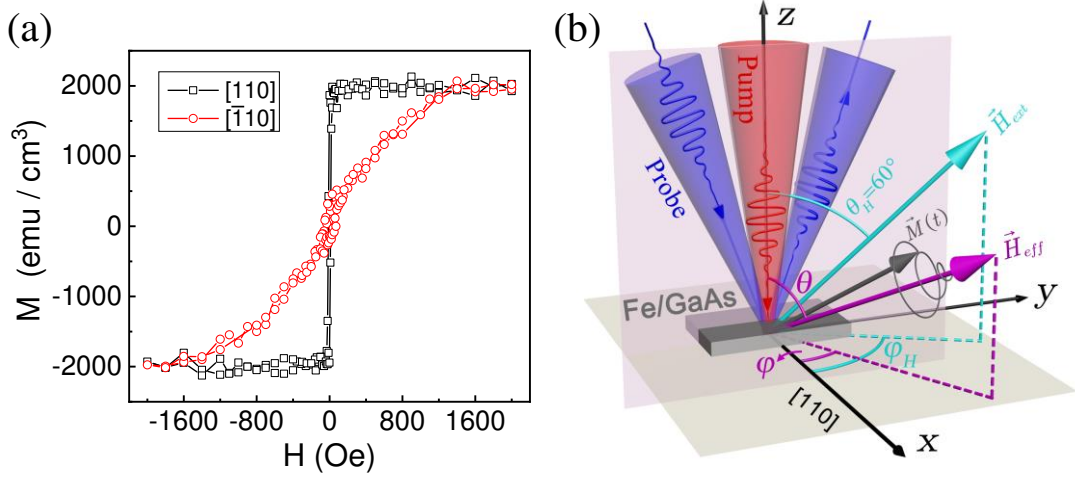 (a)
M (emu / cm³)
2000
1000
0
-1000
-2000
[110]
[1̄10]
-1600
-800
0
800
1600
H (Oe)
(b)
z
Pump
Probe
θH=60°
H⃗ext
M⃗(t)
H⃗eff
θ
Fe/GaAs
y
φ
φH
[110]
x